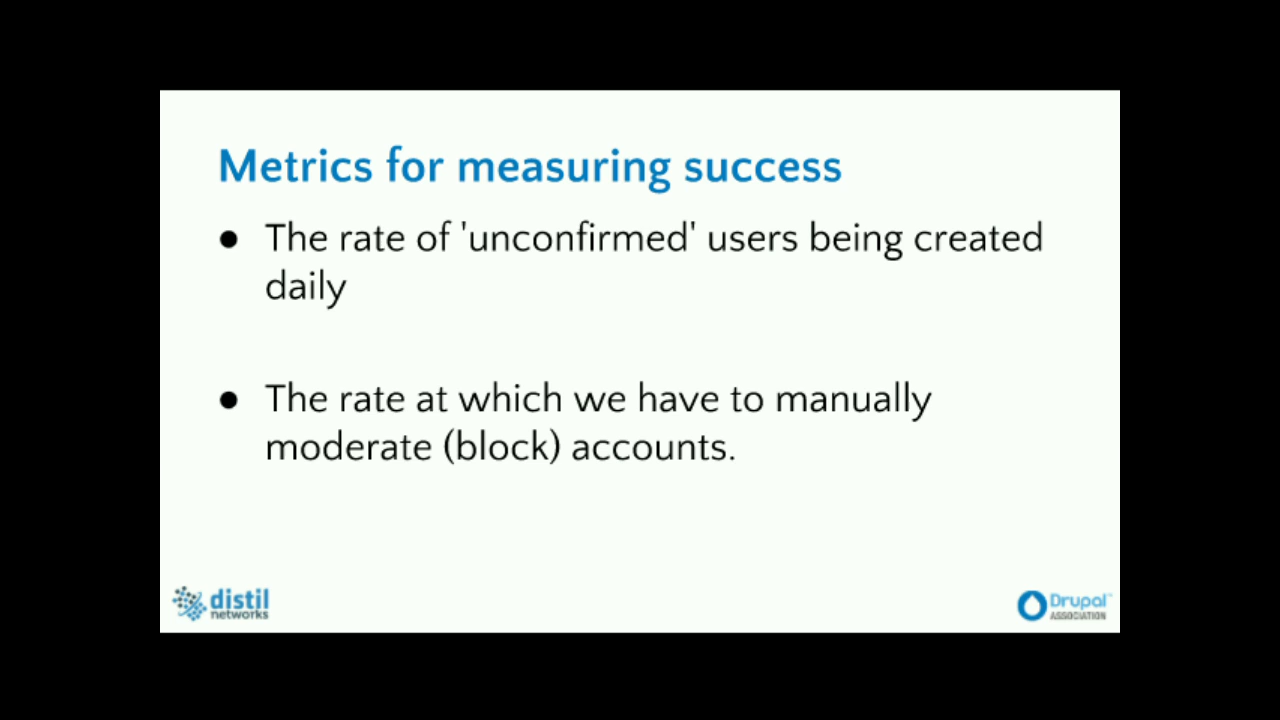 Metrics for measuring success
● The rate of 'unconfirmed' users being created
daily
● The rate at which we have to manually
moderate (block) accounts.
distil
networks
Drupal™
ASSOCIATION